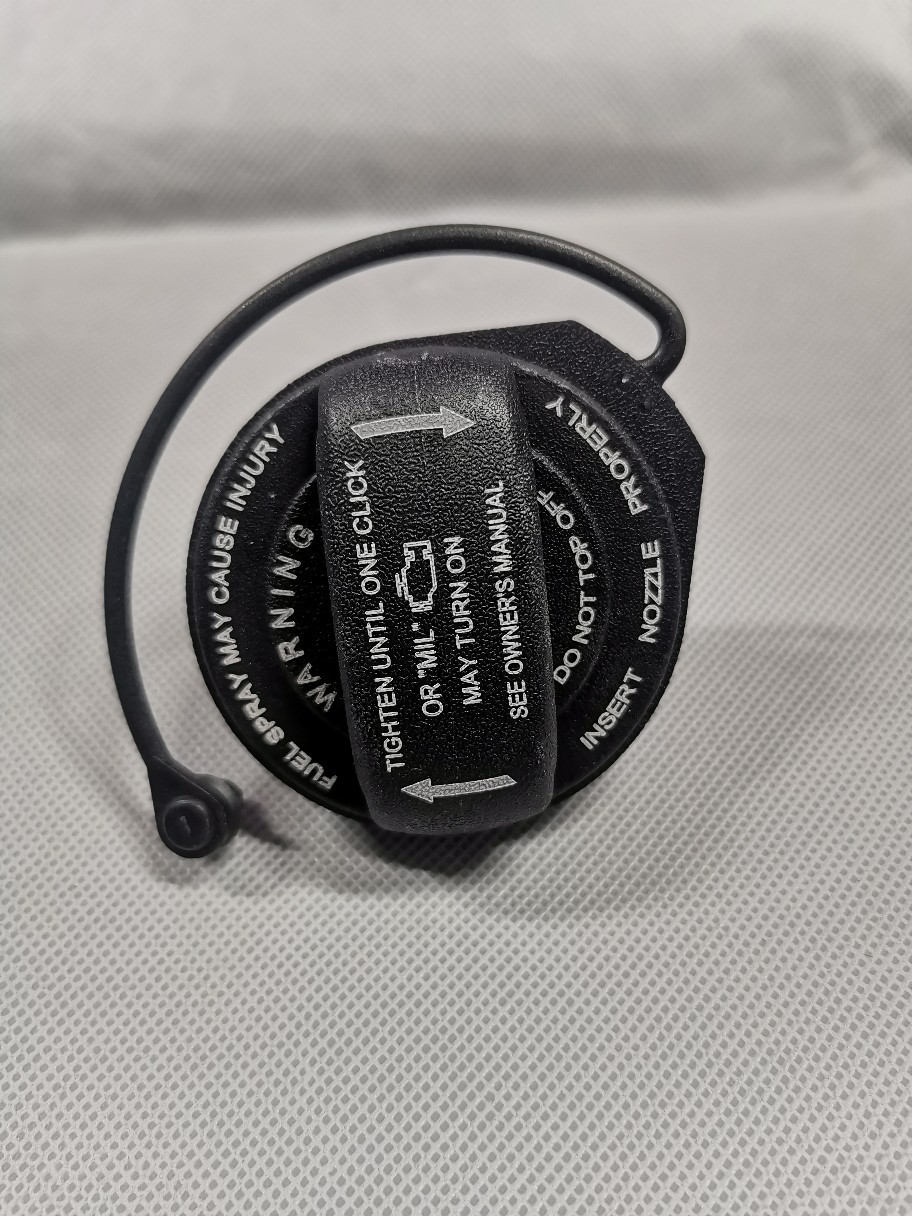 FUEL SPRAY MAY CAUSE INJURY
WARNING
TIGHTEN UNTIL ONE CLICK
OR "MIL"
MAY TURN ON
SEE OWNER'S MANUAL
DO NOT TOP OFF
INSERT NOZZLE PROPERLY